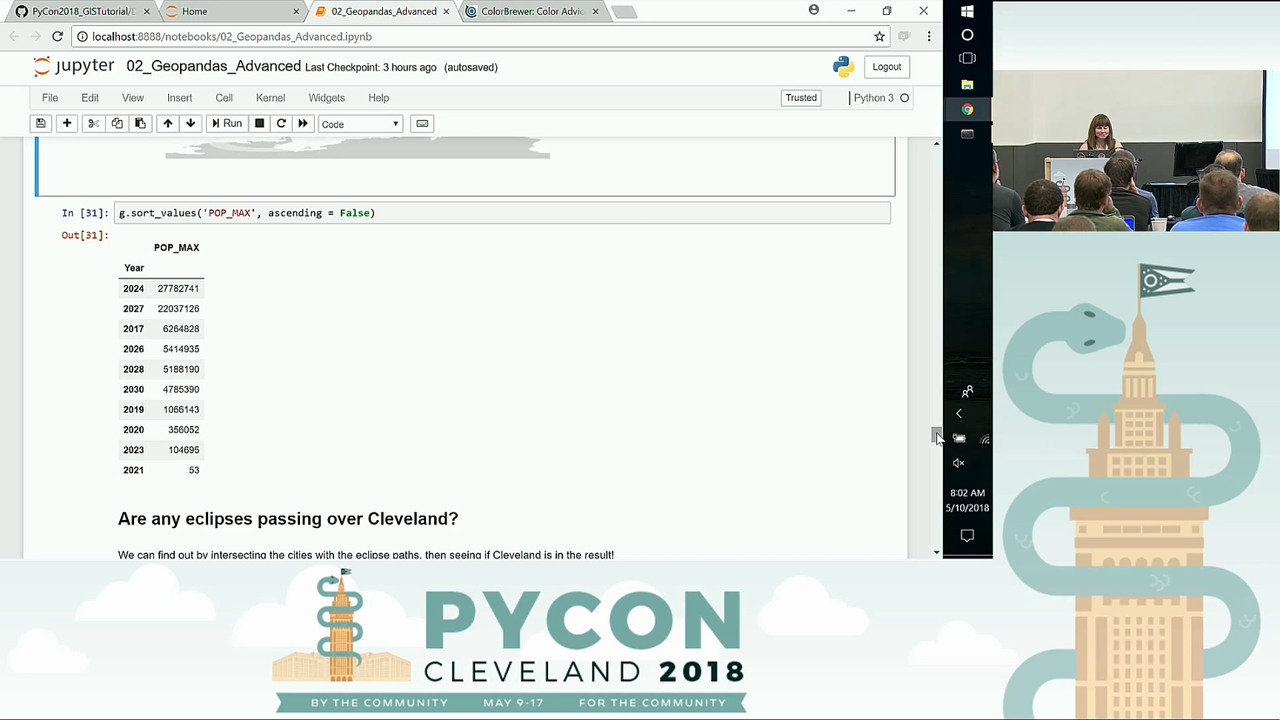 PyCon2018_GISTutorial/D
Home
02_Geopandas_Advanced
ColorBrewer: Color Advic
localhost:8888/notebooks/02_Geopandas_Advanced.ipynb
jupyter 02_Geopandas_Advanced Last Checkpoint: 3 hours ago (autosaved)
Logout
File Edit View Insert Cell Kernel Widgets Help
Trusted
Python 3
Run
Code
In [31]: g.sort_values('POP_MAX', ascending = False)
Out[31]:
POP_MAX
Year
2024 27782741
2027 22037126
2017 6264828
2026 5414935
2028 5188190
2030 4785390
2019 1066143
2020 356052
2023 104695
2021 53
Are any eclipses passing over Cleveland?
We can find out by intersecting the cities with the eclipse paths, then seeing if Cleveland is in the result!
8:02 AM
5/10/2018
PYCON
CLEVELAND 2018
BY THE COMMUNITY MAY 9-17 FOR THE COMMUNITY